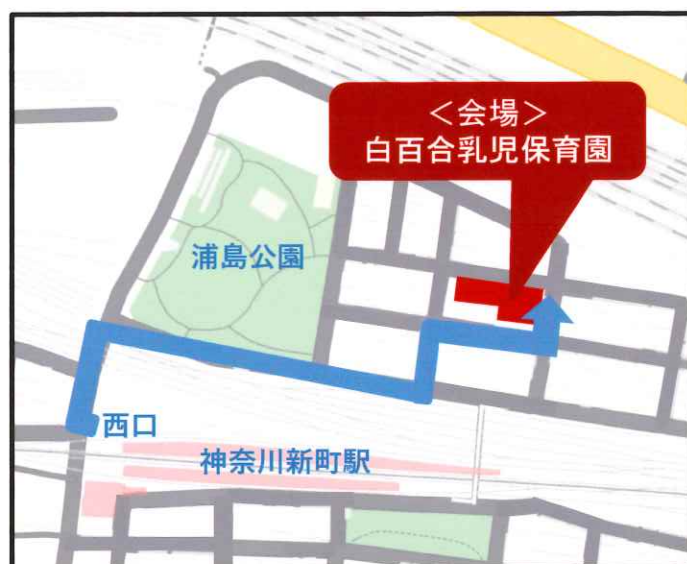 ＜会場＞
白百合乳児保育園
浦島公園
西口
神奈川新町駅